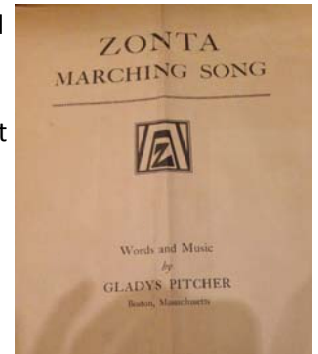 ZONTA
MARCHING SONG
Z
Words and Music
by
GLADYS PITCHER
Boston, Massachusetts